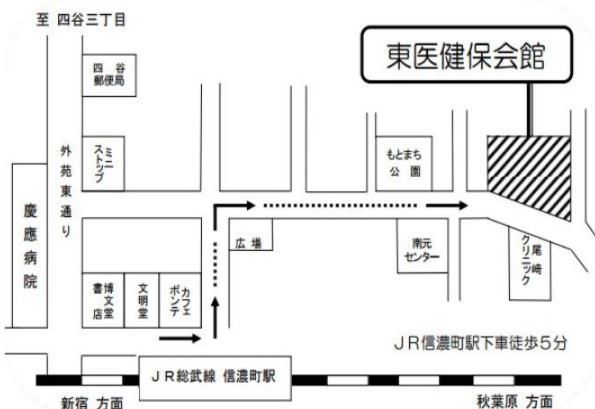 至 四谷三丁目
四 谷
郵便局
東医健保会館
外苑東通り
ミニ
ストップ
もとまち
公 園
慶應病院
広 場
南元
センター
尾﨑
クリニック
博文堂
書店
文明堂
カフェ
ボンテ
JR信濃町駅下車徒歩5分
JR総武線 信濃町駅
新宿 方面
秋葉原 方面